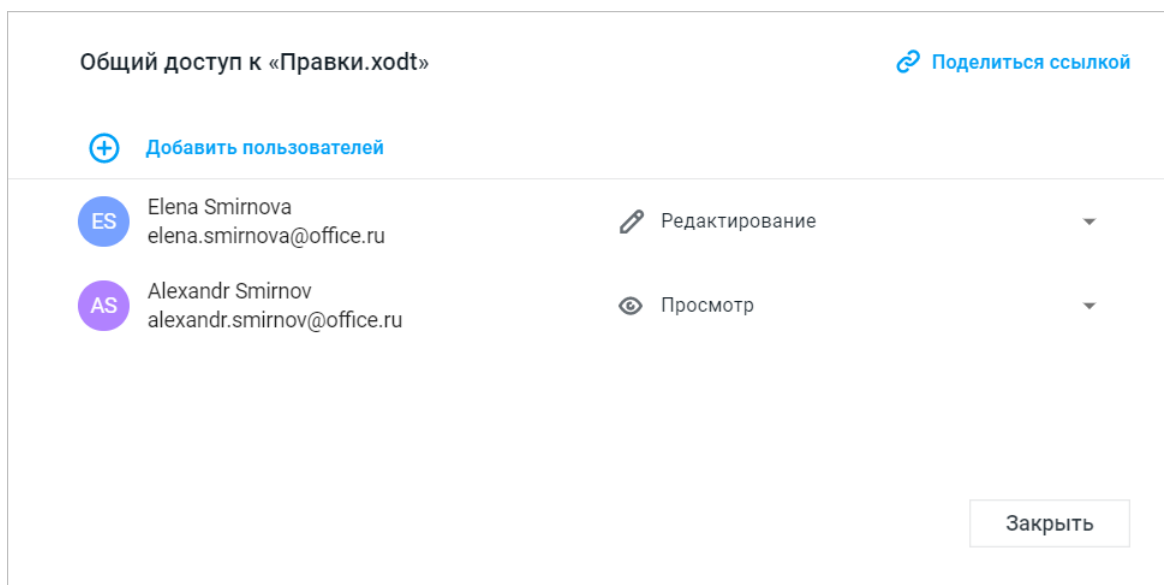 Общий доступ к «Правки.xodt»
Поделиться ссылкой
Добавить пользователей
ES
Elena Smirnova
elena.smirnova@office.ru
Редактирование
AS
Alexandr Smirnov
alexandr.smirnov@office.ru
Просмотр
Закрыть